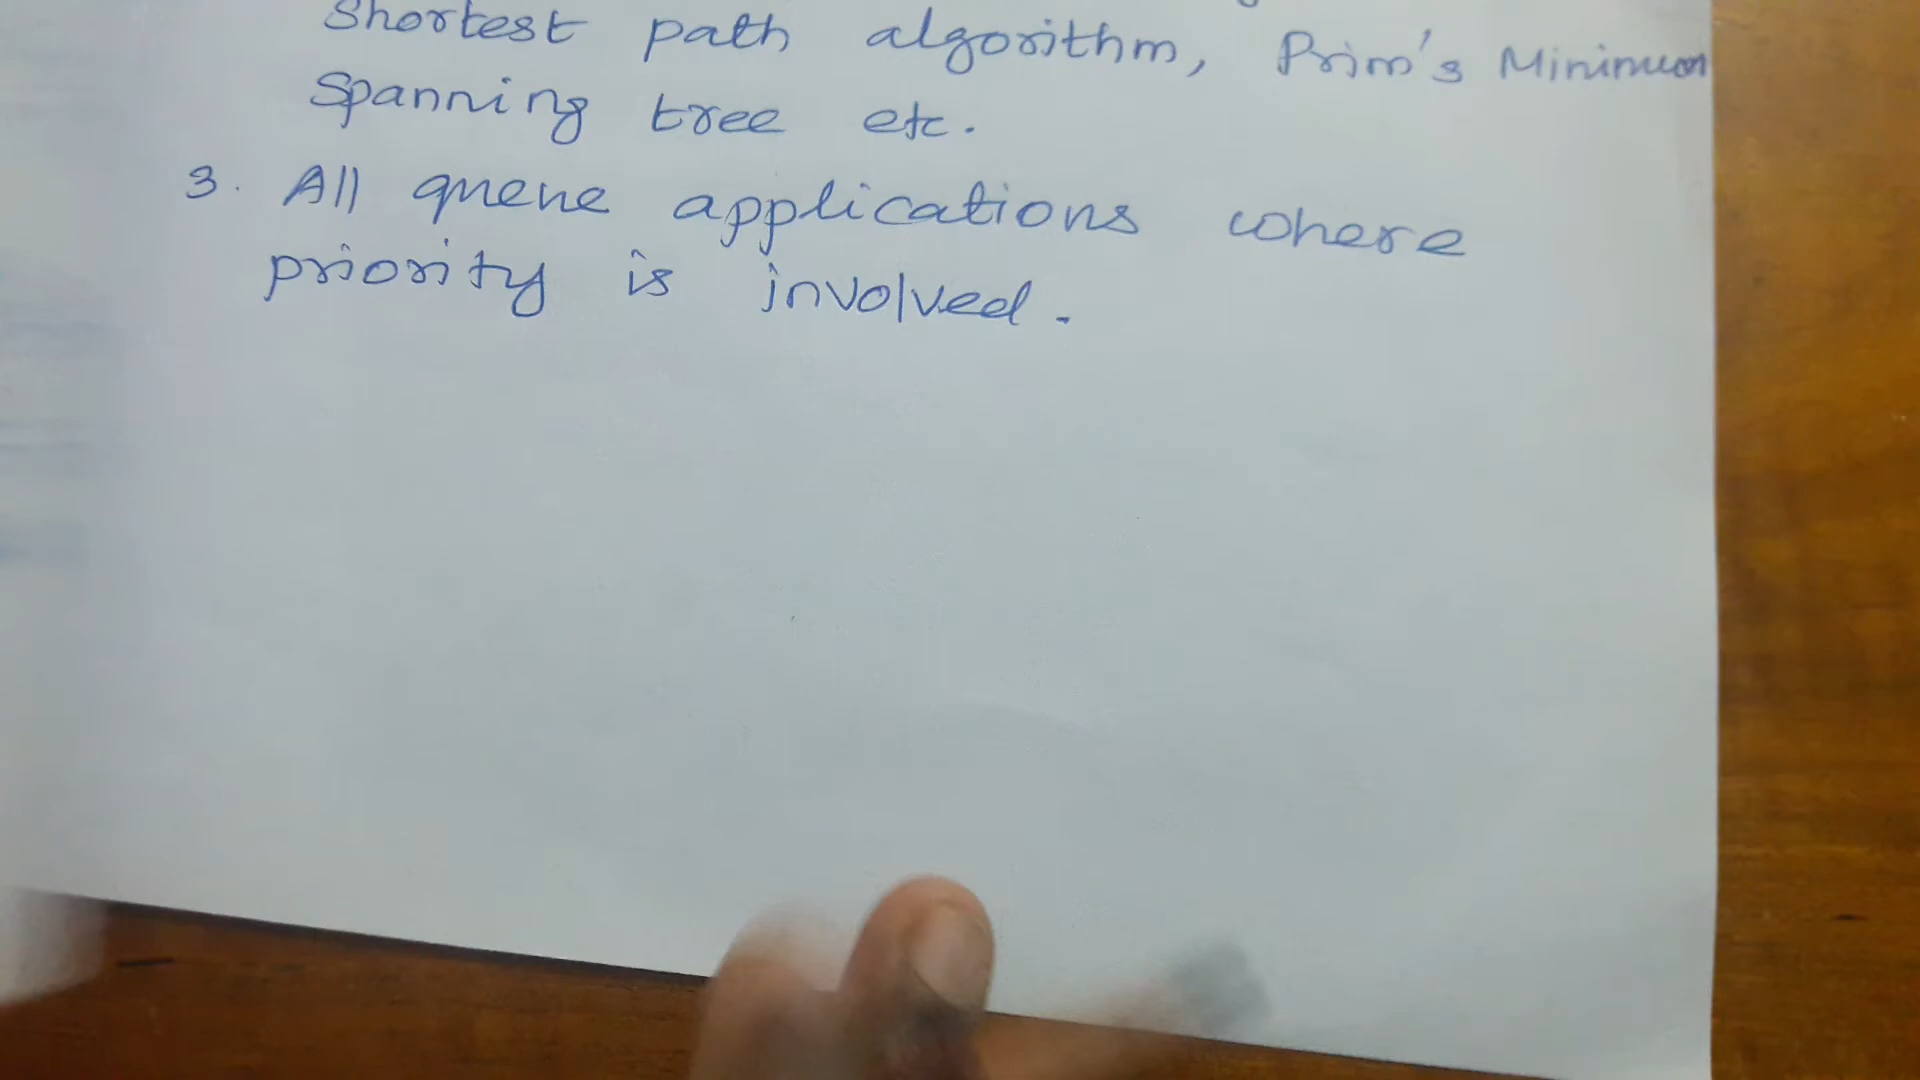 Shortest path algorithm, Prim's Minimum
Spanning tree etc.
3. All queue applications where
priority is involved.